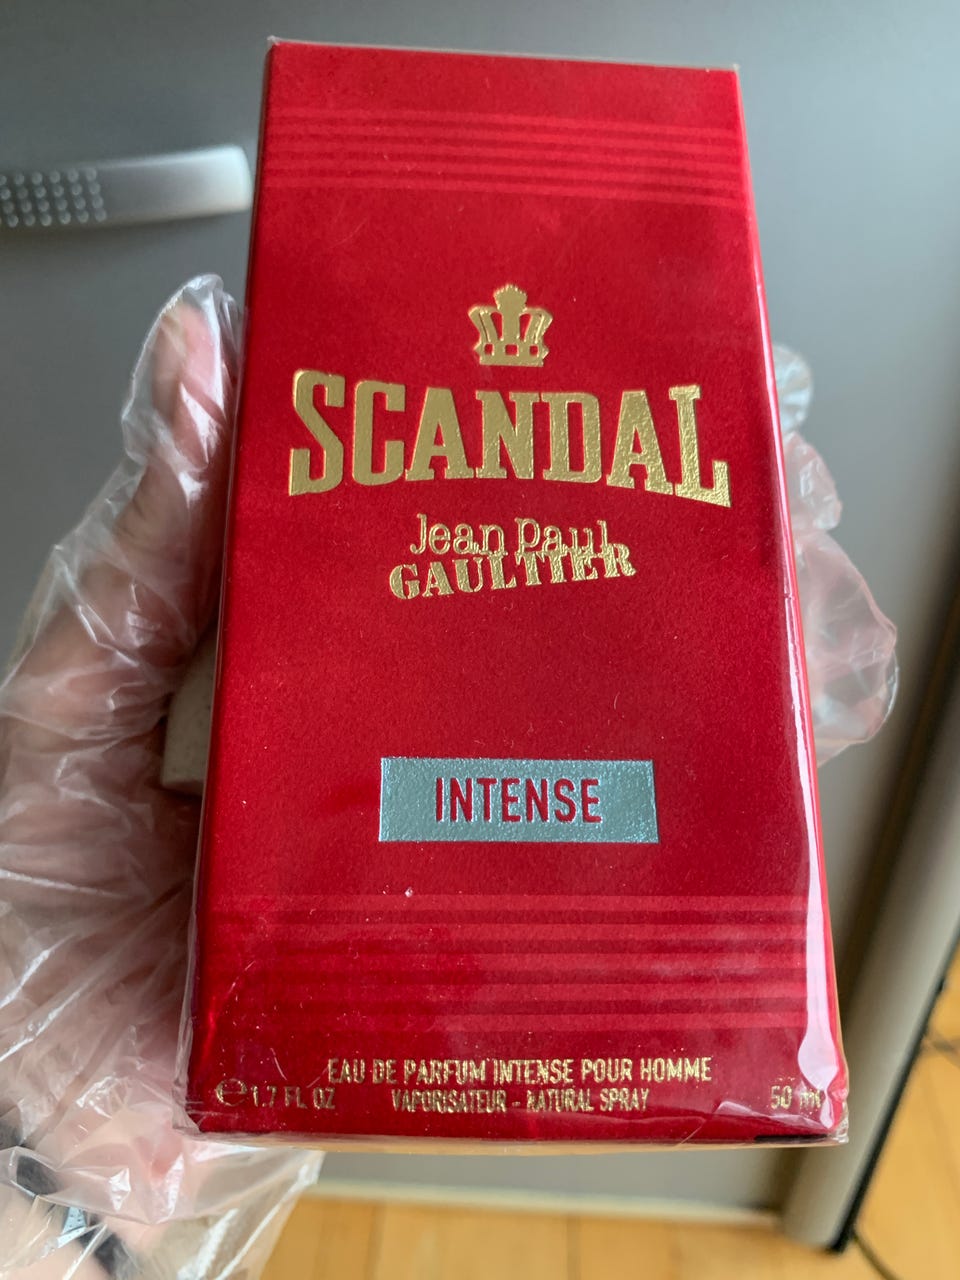 SCANDAL
Jean Paul
GAULTIER
INTENSE
EAU DE PARFUM INTENSE POUR HOMME
℮1.7 FL OZ VAPORISATEUR - NATURAL SPRAY 50 ml